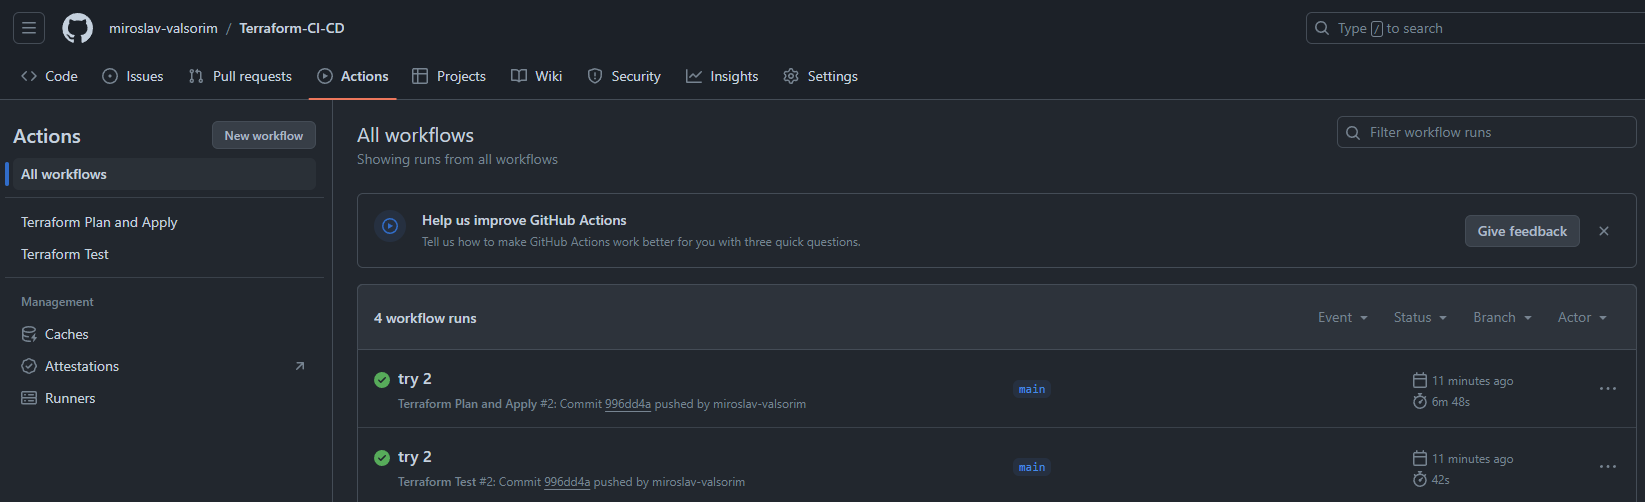 miroslav-valsorim / Terraform-CI-CD
Type / to search
Code Issues Pull requests Actions Projects Wiki Security Insights Settings
Actions
New workflow
All workflows
Terraform Plan and Apply
Terraform Test
Management
Caches
Attestations
Runners
All workflows
Showing runs from all workflows
Filter workflow runs
Help us improve GitHub Actions
Tell us how to make GitHub Actions work better for you with three quick questions.
Give feedback
4 workflow runs
Event Status Branch Actor
try 2
Terraform Plan and Apply #2: Commit 996dd4a pushed by miroslav-valsorim
main
11 minutes ago
6m 48s
try 2
Terraform Test #2: Commit 996dd4a pushed by miroslav-valsorim
main
11 minutes ago
42s